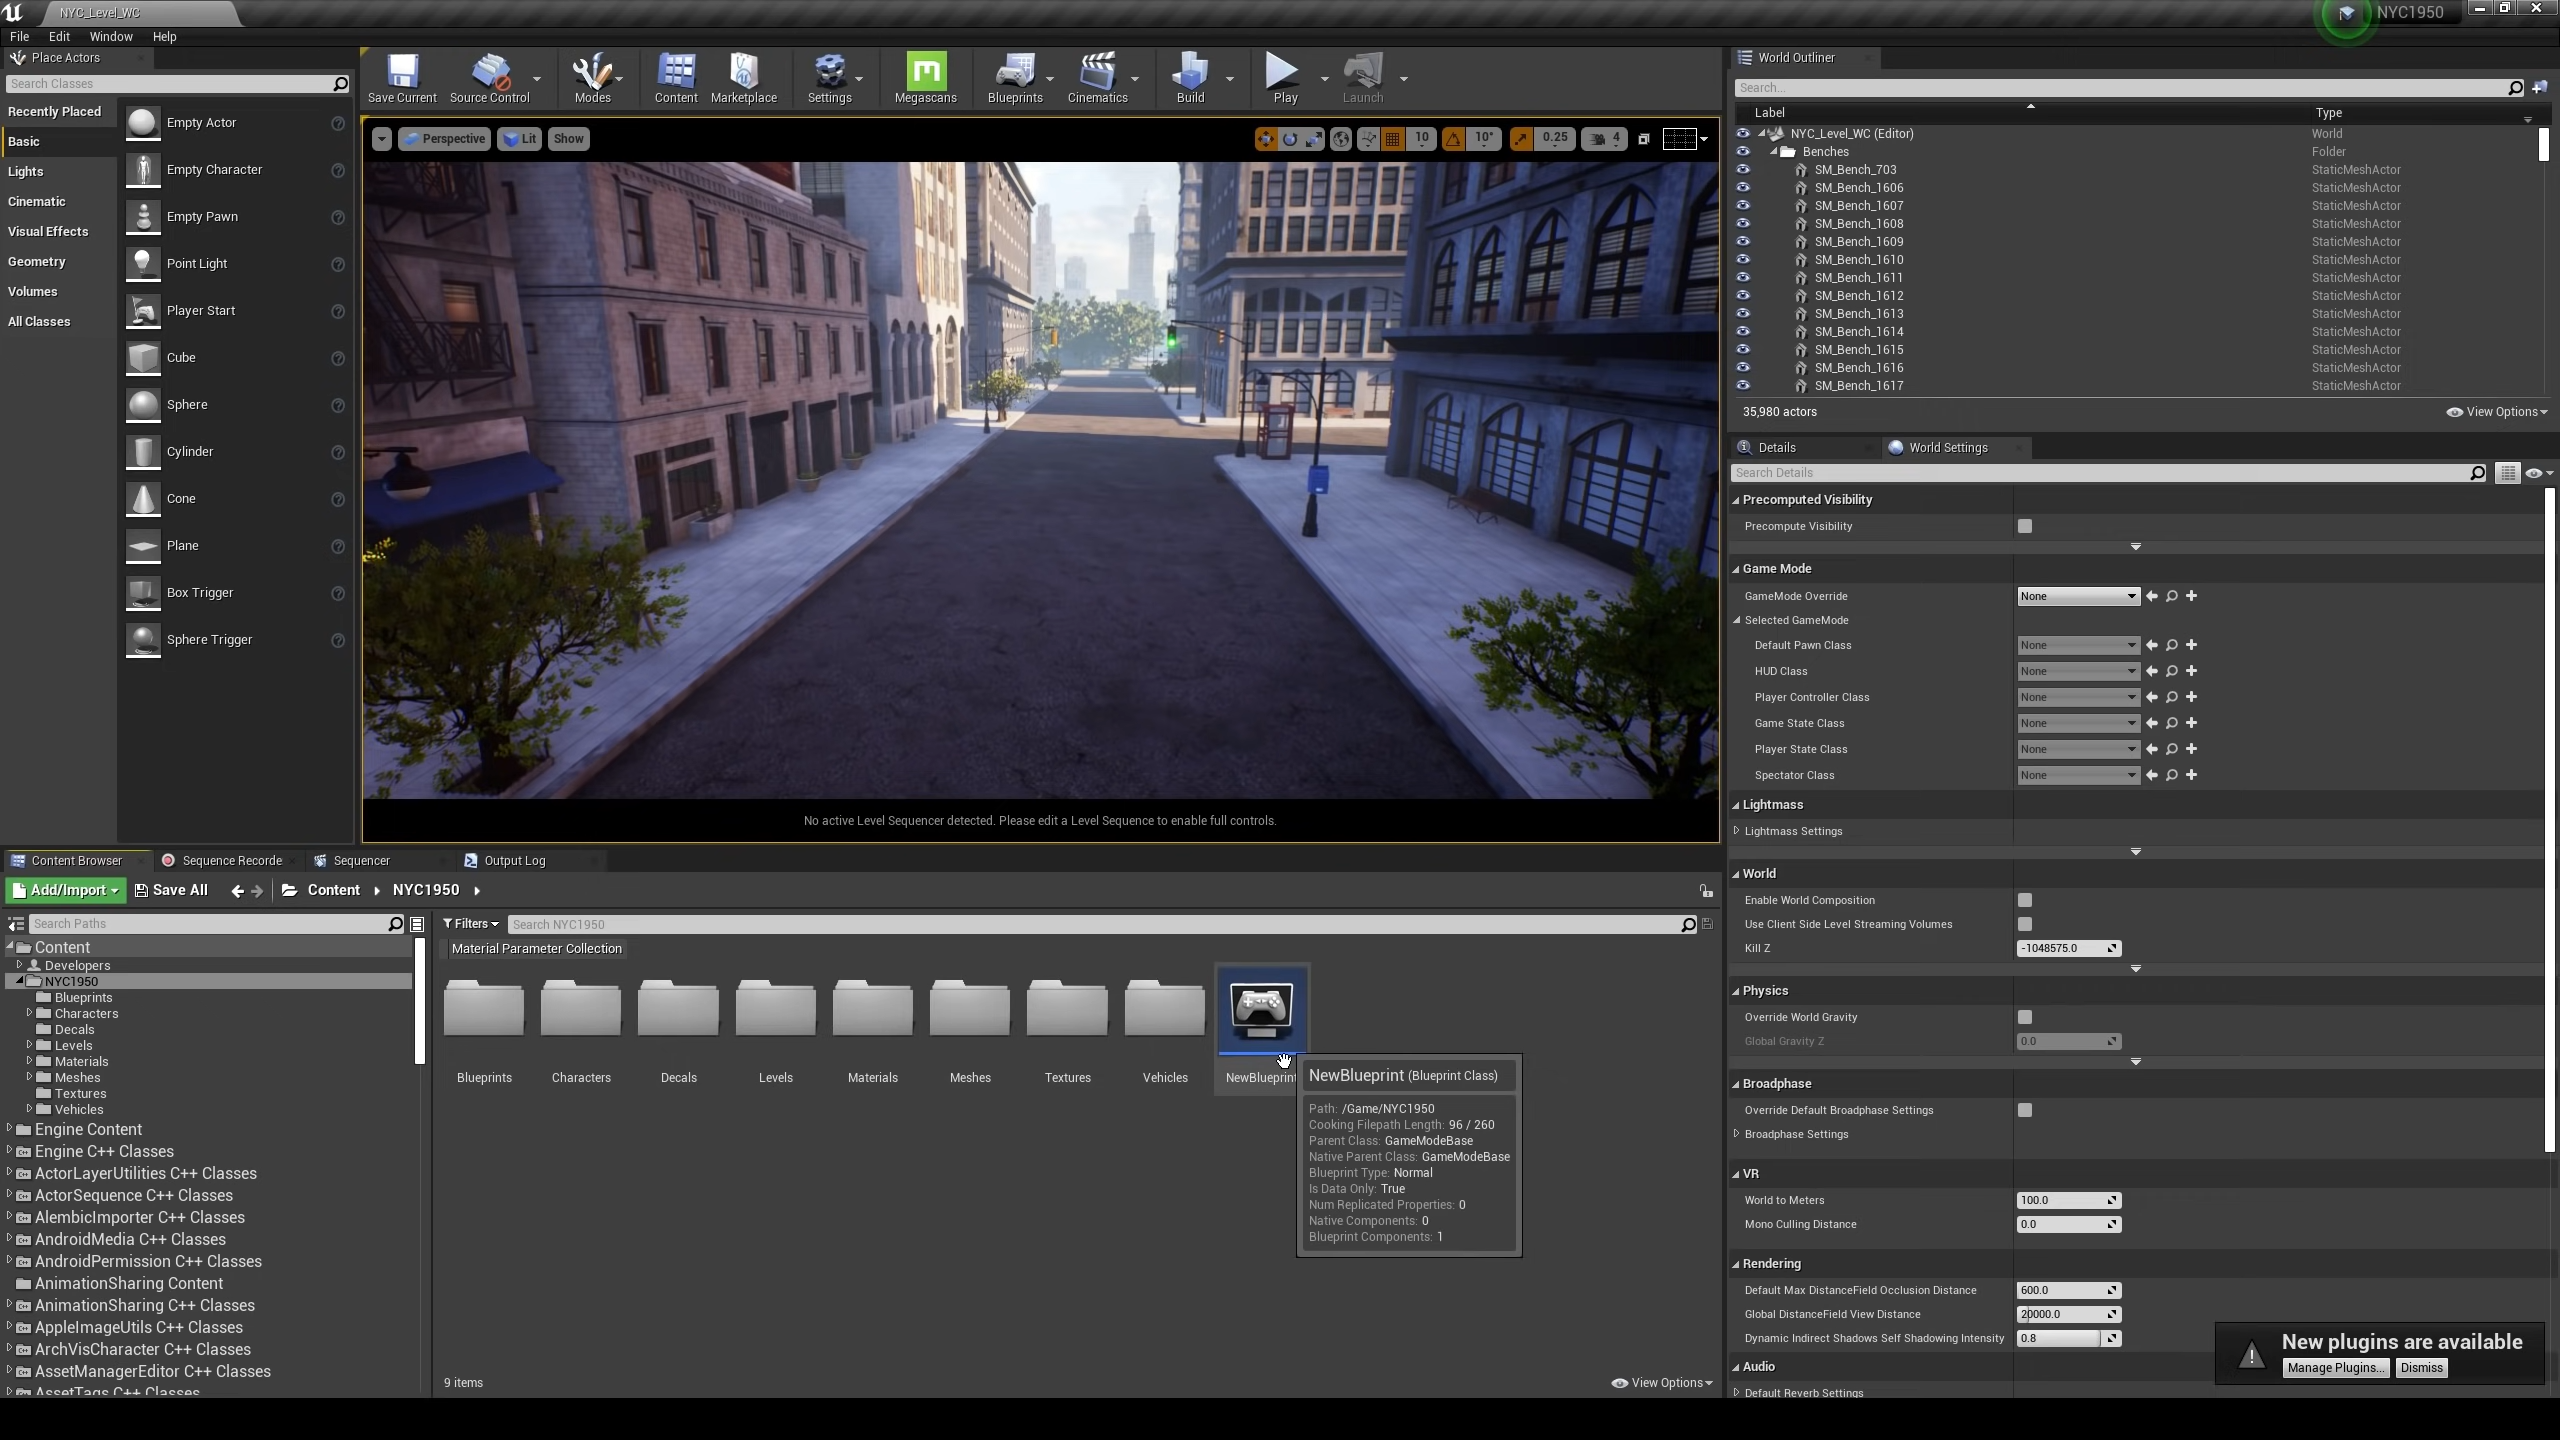 NYC_Level_WC
NYC1950
File Edit Window Help
Place Actors
Search Classes
Recently Placed
Basic
Lights
Cinematic
Visual Effects
Geometry
Volumes
All Classes
Empty Actor
Empty Character
Empty Pawn
Point Light
Player Start
Cube
Sphere
Cylinder
Cone
Plane
Box Trigger
Sphere Trigger
Save Current Source Control Modes Content Marketplace Settings Megascans Blueprints Cinematics Build Play Launch
Perspective Lit Show 10 10° 0.25 4
No active Level Sequencer detected. Please edit a Level Sequence to enable full controls.
World Outliner
Search...
Label Type
NYC_Level_WC (Editor) World
Benches Folder
SM_Bench_703 StaticMeshActor
SM_Bench_1606 StaticMeshActor
SM_Bench_1607 StaticMeshActor
SM_Bench_1608 StaticMeshActor
SM_Bench_1609 StaticMeshActor
SM_Bench_1610 StaticMeshActor
SM_Bench_1611 StaticMeshActor
SM_Bench_1612 StaticMeshActor
SM_Bench_1613 StaticMeshActor
SM_Bench_1614 StaticMeshActor
SM_Bench_1615 StaticMeshActor
SM_Bench_1616 StaticMeshActor
SM_Bench_1617 StaticMeshActor
35,980 actors View Options
Details World Settings
Search Details
Precomputed Visibility
Precompute Visibility
Game Mode
GameMode Override None
Selected GameMode
Default Pawn Class None
HUD Class None
Player Controller Class None
Game State Class None
Player State Class None
Spectator Class None
Lightmass
Lightmass Settings
World
Enable World Composition
Use Client Side Level Streaming Volumes
Kill Z -1048575.0
Physics
Override World Gravity
Global Gravity Z 0.0
Broadphase
Override Default Broadphase Settings
Broadphase Settings
VR
World to Meters 100.0
Mono Culling Distance 0.0
Rendering
Default Max DistanceField Occlusion Distance 600.0
Global DistanceField View Distance 20000.0
Dynamic Indirect Shadows Self Shadowing Intensity 0.8
Audio
Default Reverb Settings
New plugins are available
Manage Plugins... Dismiss
Content Browser Sequence Recorde Sequencer Output Log
Add/Import Save All Content NYC1950
Search Paths
Content
Developers
NYC1950
Blueprints
Characters
Decals
Levels
Materials
Meshes
Textures
Vehicles
Engine Content
Engine C++ Classes
ActorLayerUtilities C++ Classes
ActorSequence C++ Classes
AlembicImporter C++ Classes
AndroidMedia C++ Classes
AndroidPermission C++ Classes
AnimationSharing Content
AnimationSharing C++ Classes
AppleImageUtils C++ Classes
ArchVisCharacter C++ Classes
AssetManagerEditor C++ Classes
AssetTags C++ Classes
Filters Search NYC1950
Material Parameter Collection
Blueprints Characters Decals Levels Materials Meshes Textures Vehicles NewBlueprint
NewBlueprint (Blueprint Class)
Path: /Game/NYC1950
Cooking Filepath Length: 96 / 260
Parent Class: GameModeBase
Native Parent Class: GameModeBase
Blueprint Type: Normal
Is Data Only: True
Num Replicated Properties: 0
Native Components: 0
Blueprint Components: 1
9 items View Options